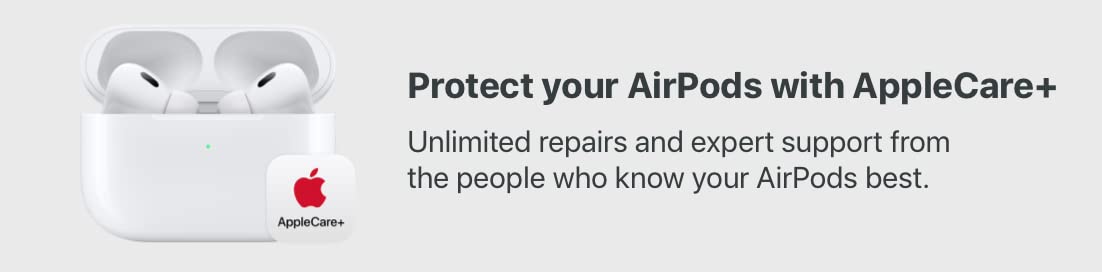 Protect your AirPods with AppleCare+
Unlimited repairs and expert support from
the people who know your AirPods best.
AppleCare+